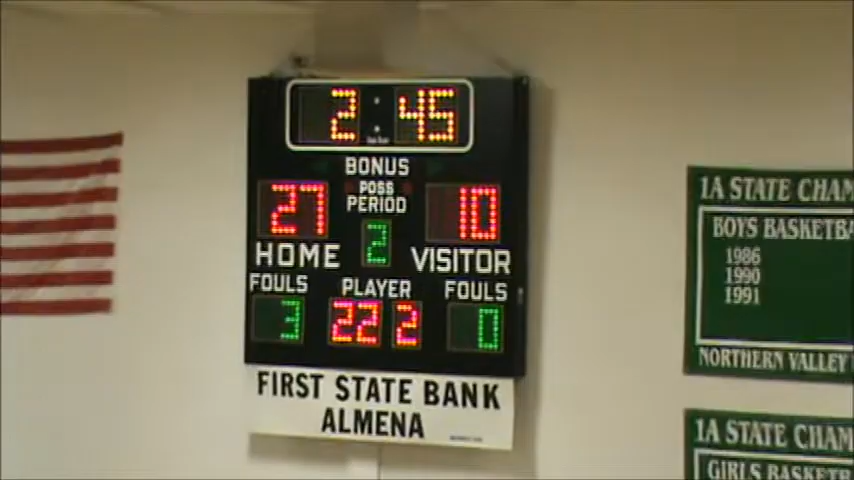 2:45
BONUS
POSS
27 PERIOD 10
2
HOME VISITOR
FOULS PLAYER FOULS
3 22 2 0
FIRST STATE BANK
ALMENA
1A STATE CHAM
BOYS BASKETBA
1986
1990
1991
NORTHERN VALLEY
1A STATE CHAM
GIRLS BASKETB